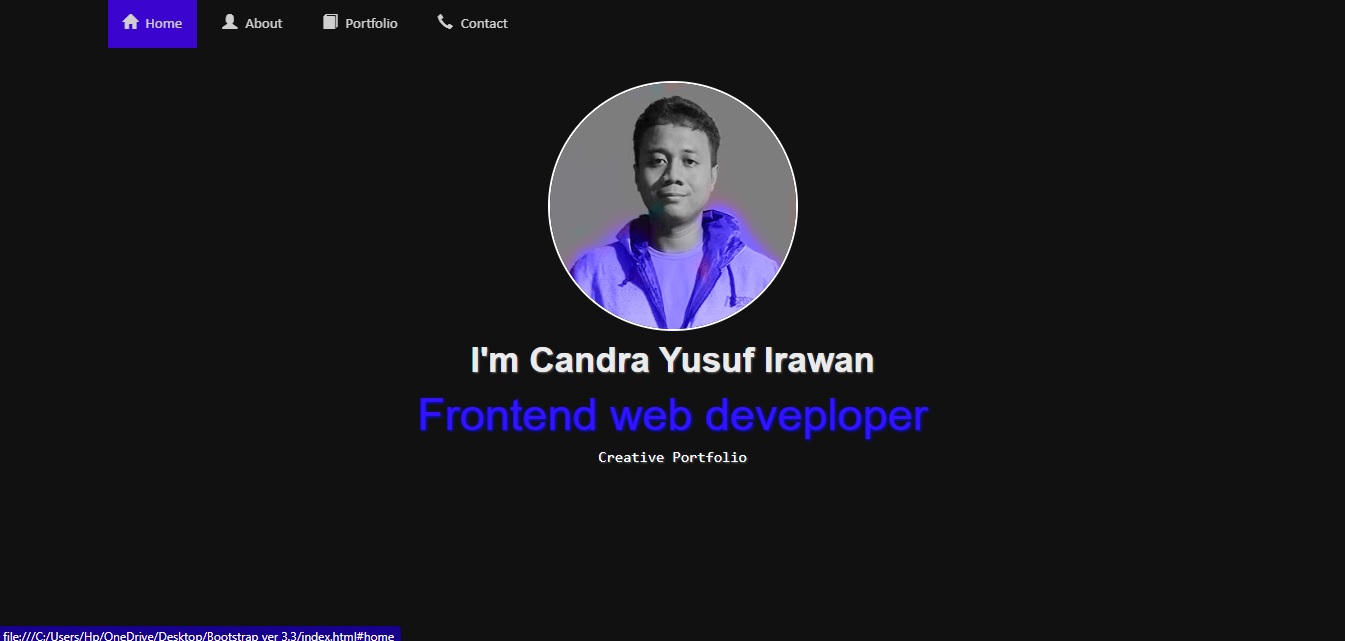 Home About Portfolio Contact
I'm Candra Yusuf Irawan
Frontend web deveploper
Creative Portfolio
file:///C:/Users/Hp/OneDrive/Desktop/Bootstrap ver 3.3/index.html#home